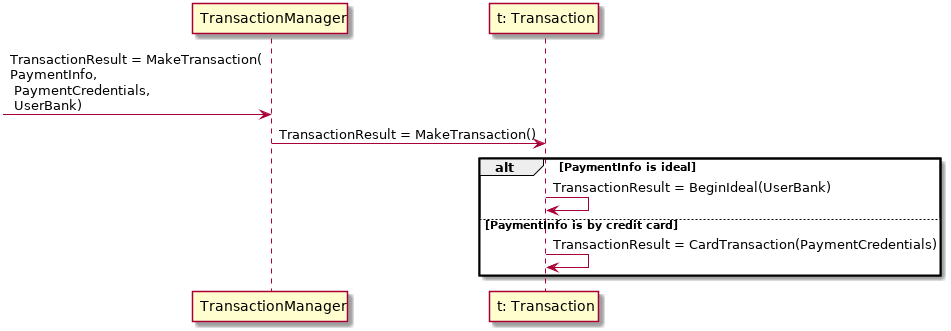 TransactionManager
t: Transaction
TransactionResult = MakeTransaction(
PaymentInfo,
PaymentCredentials,
UserBank)
TransactionResult = MakeTransaction()
alt
[PaymentInfo is ideal]
TransactionResult = BeginIdeal(UserBank)
[PaymentInfo is by credit card]
TransactionResult = CardTransaction(PaymentCredentials)
TransactionManager
t: Transaction